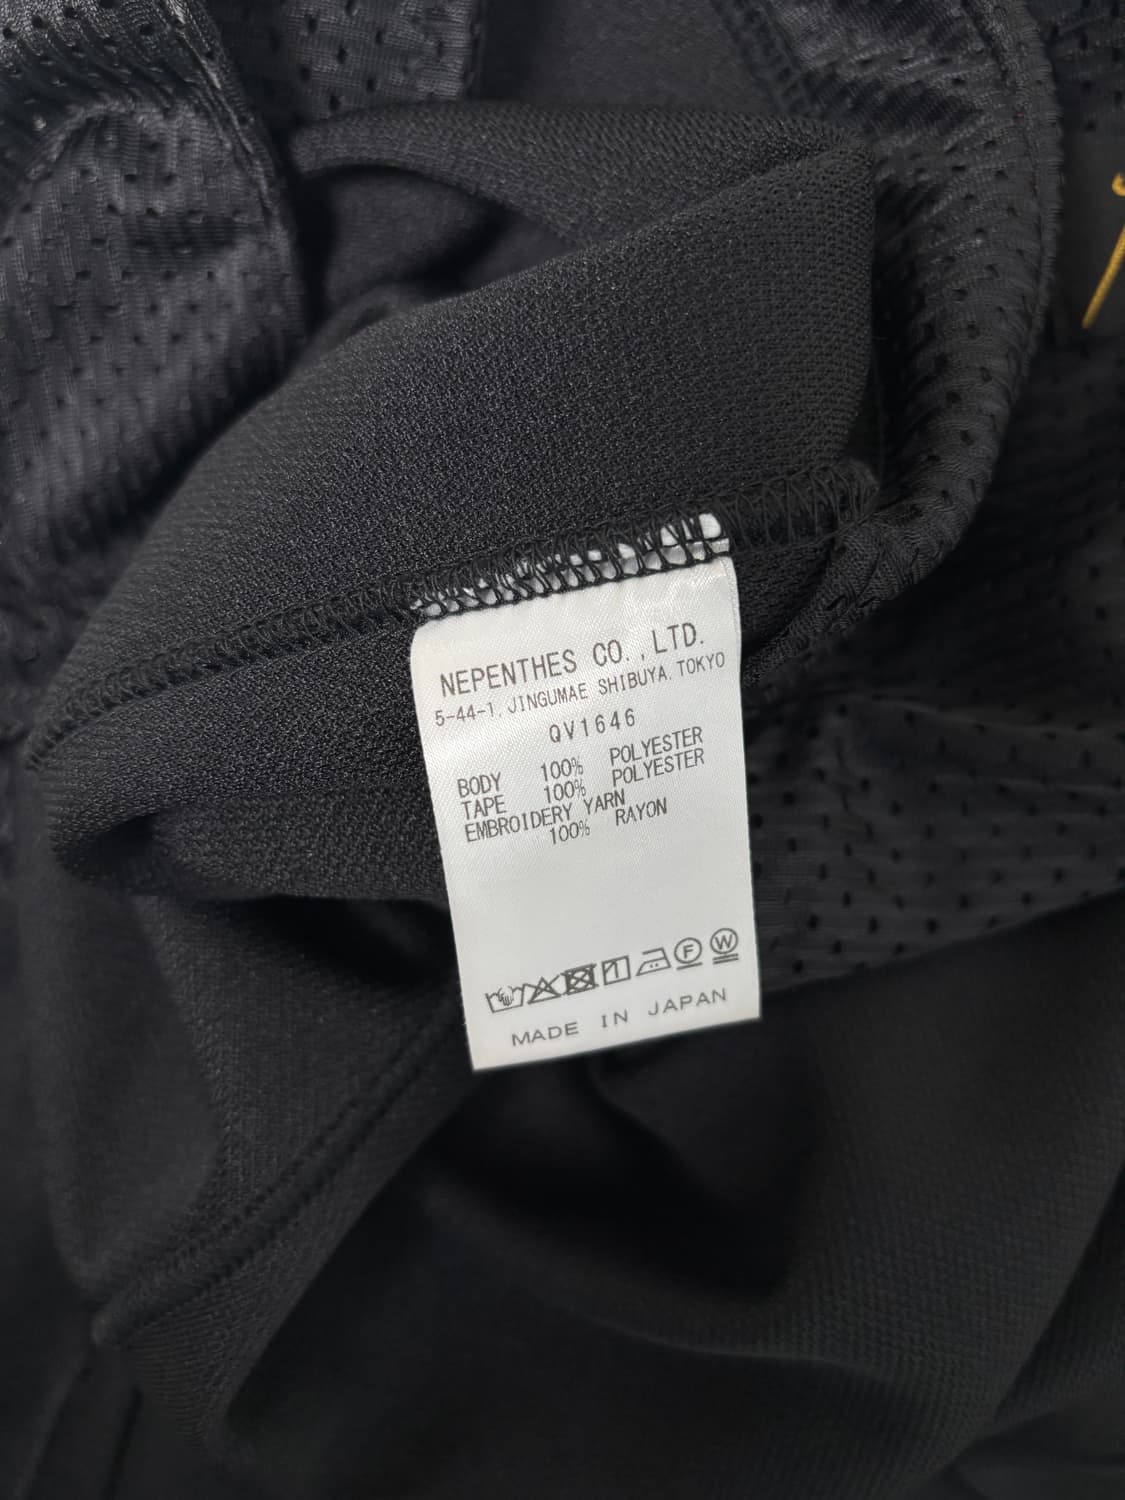 NEPENTHES CO.,LTD.
5-44-1, JINGUMAE SHIBUYA, TOKYO
QV1646
BODY 100% POLYESTER
TAPE 100% POLYESTER
EMBROIDERY YARN
100% RAYON
F W
MADE IN JAPAN